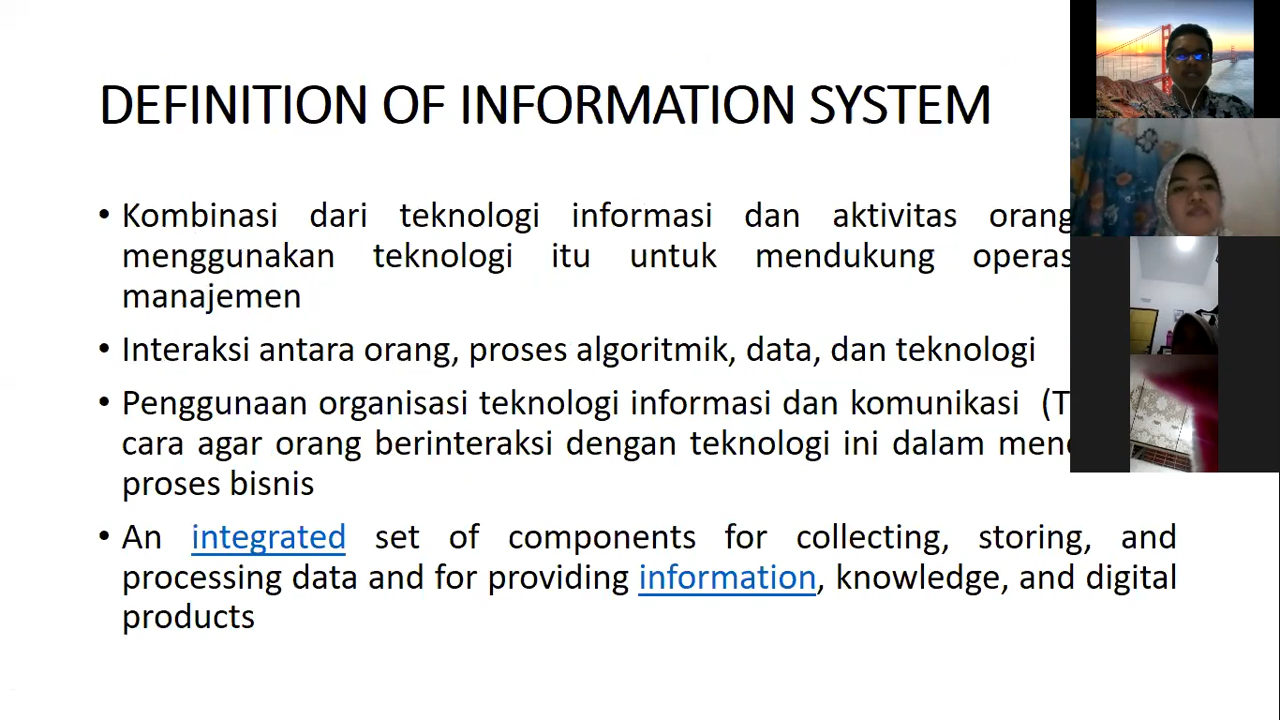 DEFINITION OF INFORMATION SYSTEM
• Kombinasi dari teknologi informasi dan aktivitas orang
menggunakan teknologi itu untuk mendukung
manajemen
• Interaksi antara orang, proses algoritmik, data, dan teknologi
• Penggunaan organisasi teknologi informasi dan komunikasi
cara agar orang berinteraksi dengan teknologi ini dalam
proses bisnis
• An integrated set of components for collecting, storing, and
processing data and for providing information, knowledge, and digital
products